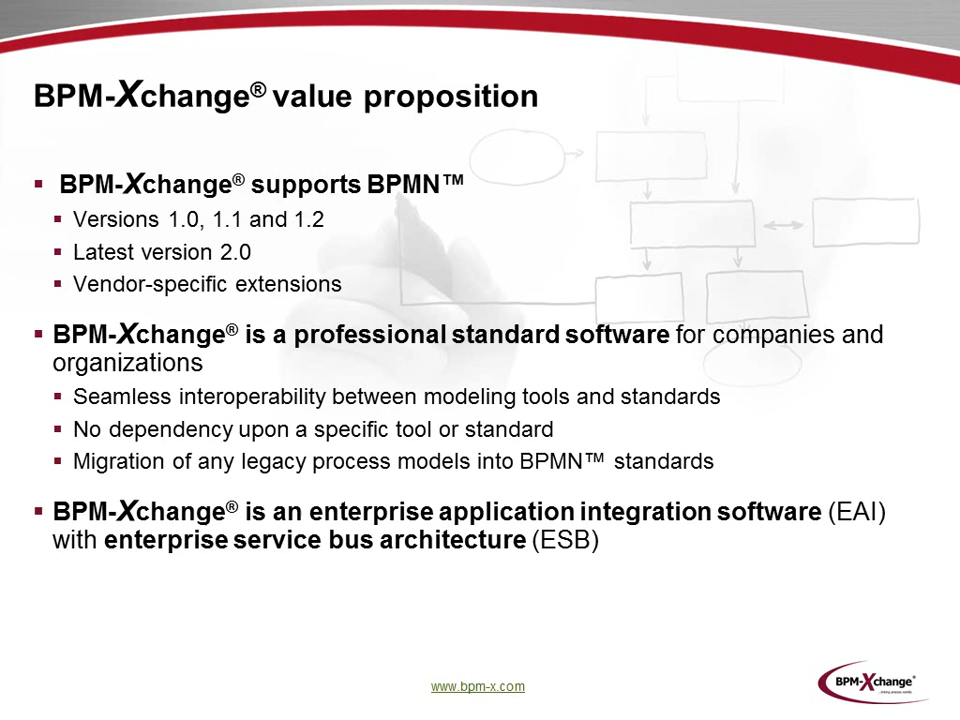 BPM-Xchange® value proposition
BPM-Xchange® supports BPMN™
Versions 1.0, 1.1 and 1.2
Latest version 2.0
Vendor-specific extensions
BPM-Xchange® is a professional standard software for companies and
organizations
Seamless interoperability between modeling tools and standards
No dependency upon a specific tool or standard
Migration of any legacy process models into BPMN™ standards
BPM-Xchange® is an enterprise application integration software (EAI)
with enterprise service bus architecture (ESB)
www.bpm-x.com
BPM-Xchange®